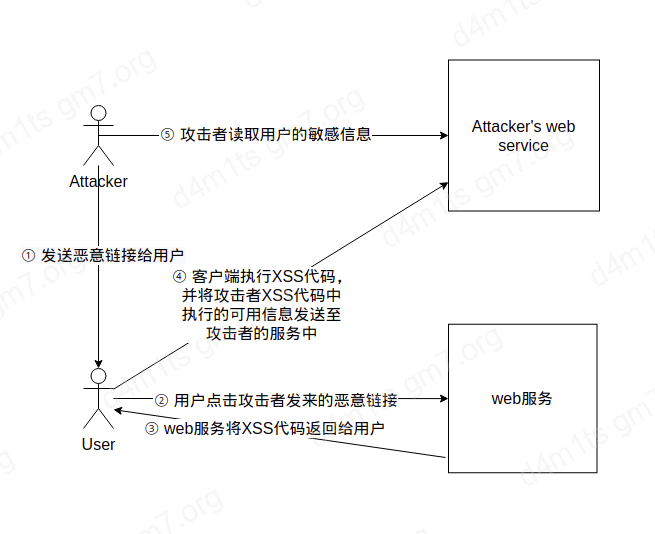 d4m1ts gm7.org
Attacker's web
service
⑤ 攻击者读取用户的敏感信息
Attacker
① 发送恶意链接给用户
④ 客户端执行XSS代码，
并将攻击者XSS代码中
执行的可用信息发送至
攻击者的服务中
② 用户点击攻击者发来的恶意链接
web服务
③ web服务将XSS代码返回给用户
User